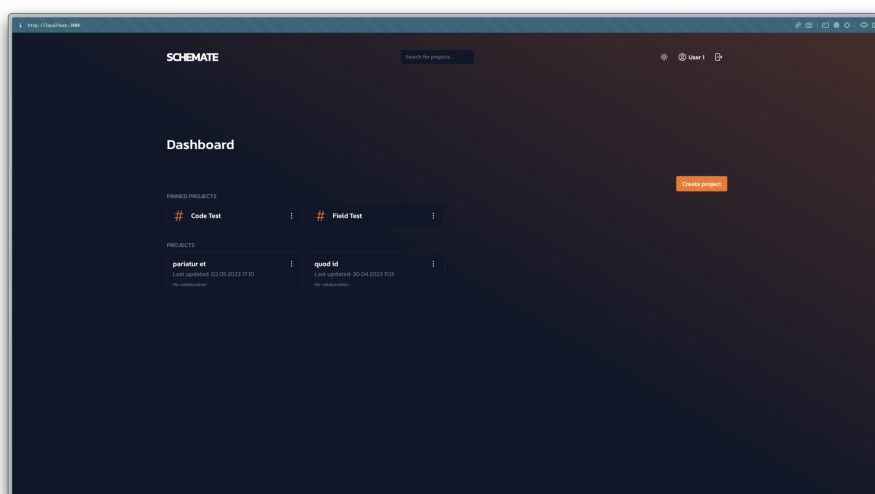 i http://localhost:3000
SCHEMATE
Search for projects...
User 1
Dashboard
Create project
PINNED PROJECTS
# Code Test
# Field Test
PROJECTS
pariatur et
Last updated: 02.05.2023 17:10
No collaboration
quod id
Last updated: 30.04.2023 11:13
No collaboration